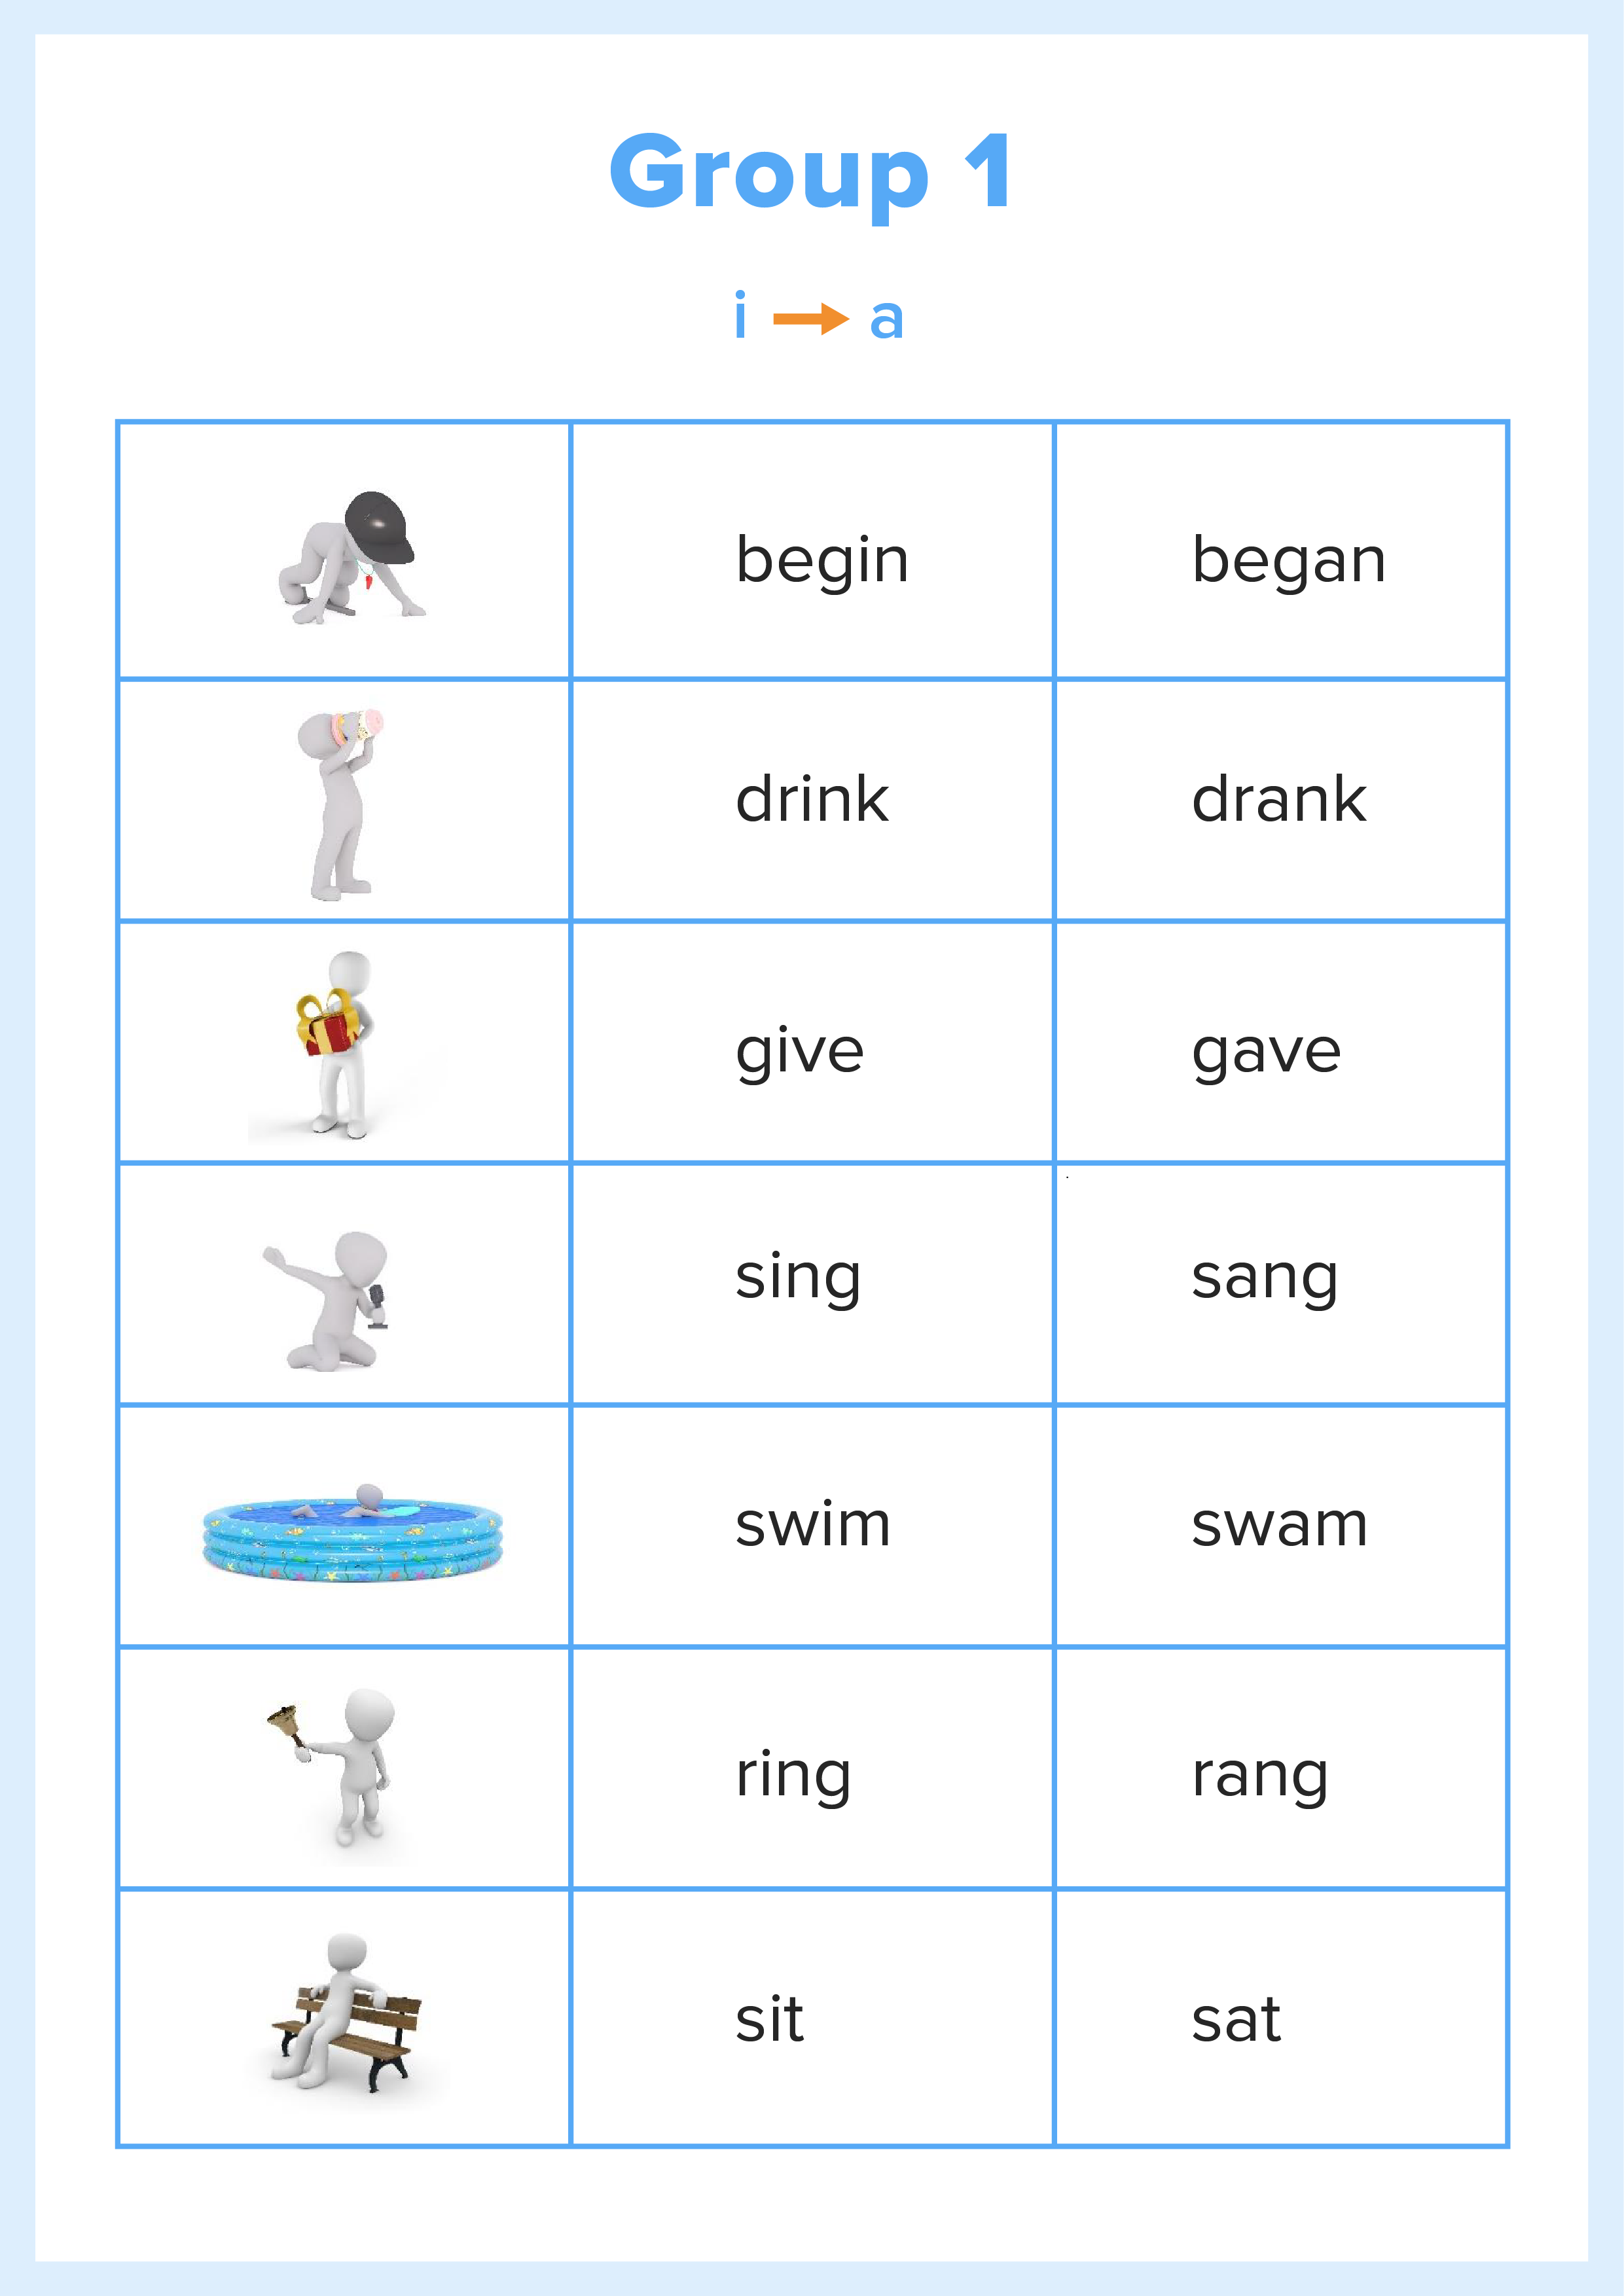 Group 1
i → a
begin began
drink drank
give gave
sing sang
swim swam
ring rang
sit sat